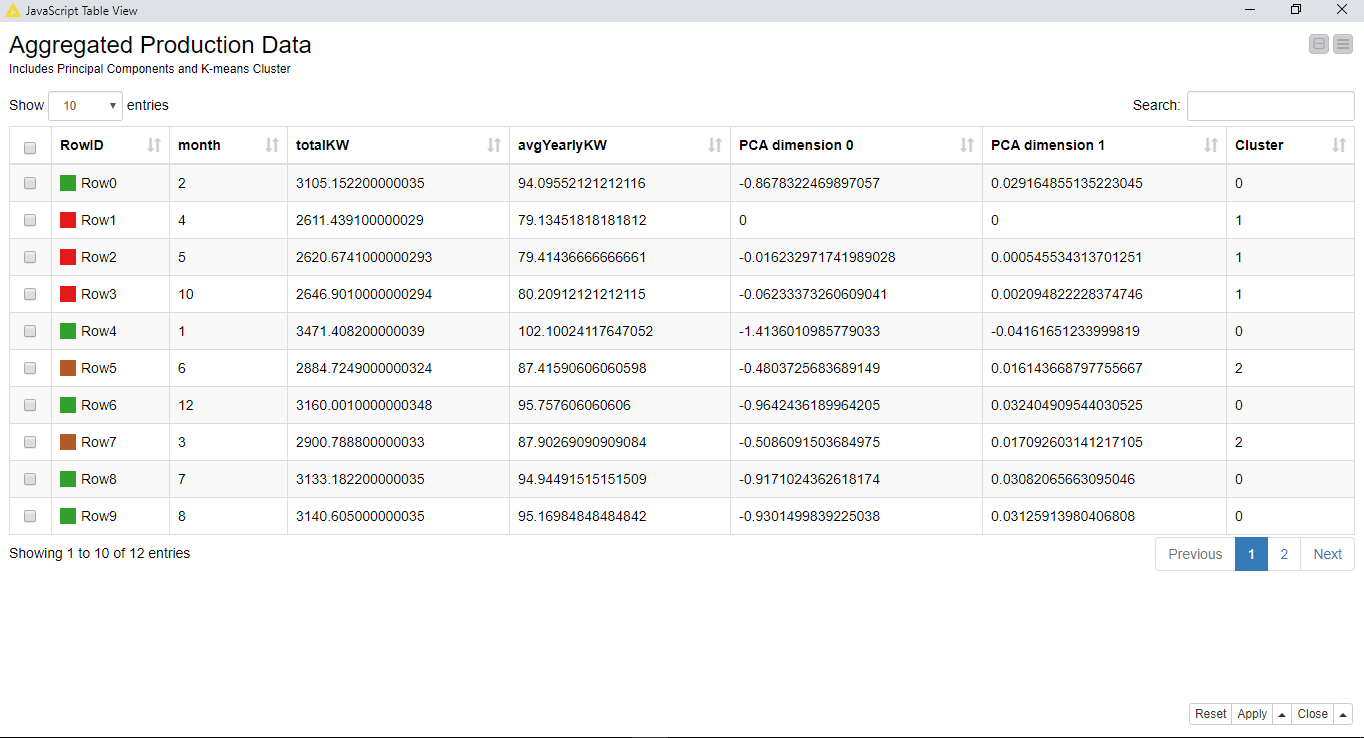 JavaScript Table View
Aggregated Production Data
Includes Principal Components and K-means Cluster
Show 10 entries Search:
RowID month totalKW avgYearlyKW PCA dimension 0 PCA dimension 1 Cluster
Row0 2 3105.152200000035 94.09552121212116 -0.8678322469897057 0.029164855135223045 0
Row1 4 2611.439100000029 79.13451818181812 0 0 1
Row2 5 2620.6741000000293 79.41436666666661 -0.016232971741989028 0.000545534313701251 1
Row3 10 2646.9010000000294 80.20912121212115 -0.06233373260609041 0.002094822228374746 1
Row4 1 3471.408200000039 102.10024117647052 -1.4136010985779033 -0.04161651233999819 0
Row5 6 2884.7249000000324 87.41590606060598 -0.4803725683689149 0.016143668797755667 2
Row6 12 3160.0010000000348 95.757606060606 -0.9642436189964205 0.032404909544030525 0
Row7 3 2900.788800000033 87.90269090909084 -0.5086091503684975 0.017092603141217105 2
Row8 7 3133.182200000035 94.94491515151509 -0.9171024362618174 0.03082065663095046 0
Row9 8 3140.605000000035 95.16984848484842 -0.9301499839225038 0.03125913980406808 0
Showing 1 to 10 of 12 entries Previous 1 2 Next
Reset Apply Close